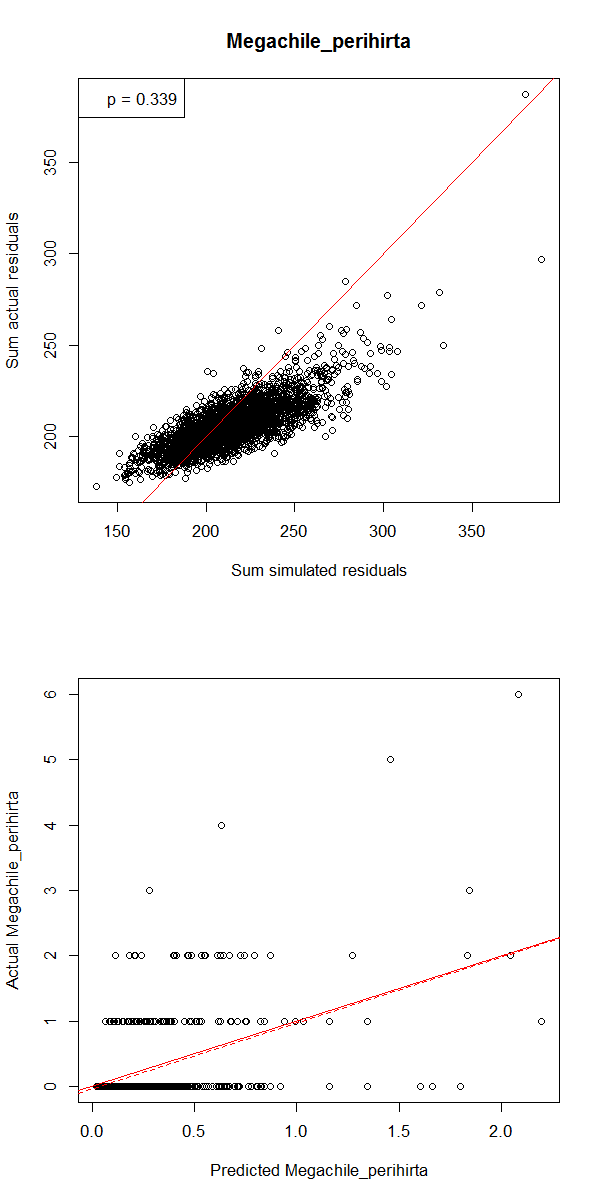 Megachile_perihirta
p = 0.339
350
300
250
200
Sum actual residuals
150 200 250 300 350
Sum simulated residuals
6
5
4
3
2
1
0
Actual Megachile_perihirta
0.0 0.5 1.0 1.5 2.0
Predicted Megachile_perihirta